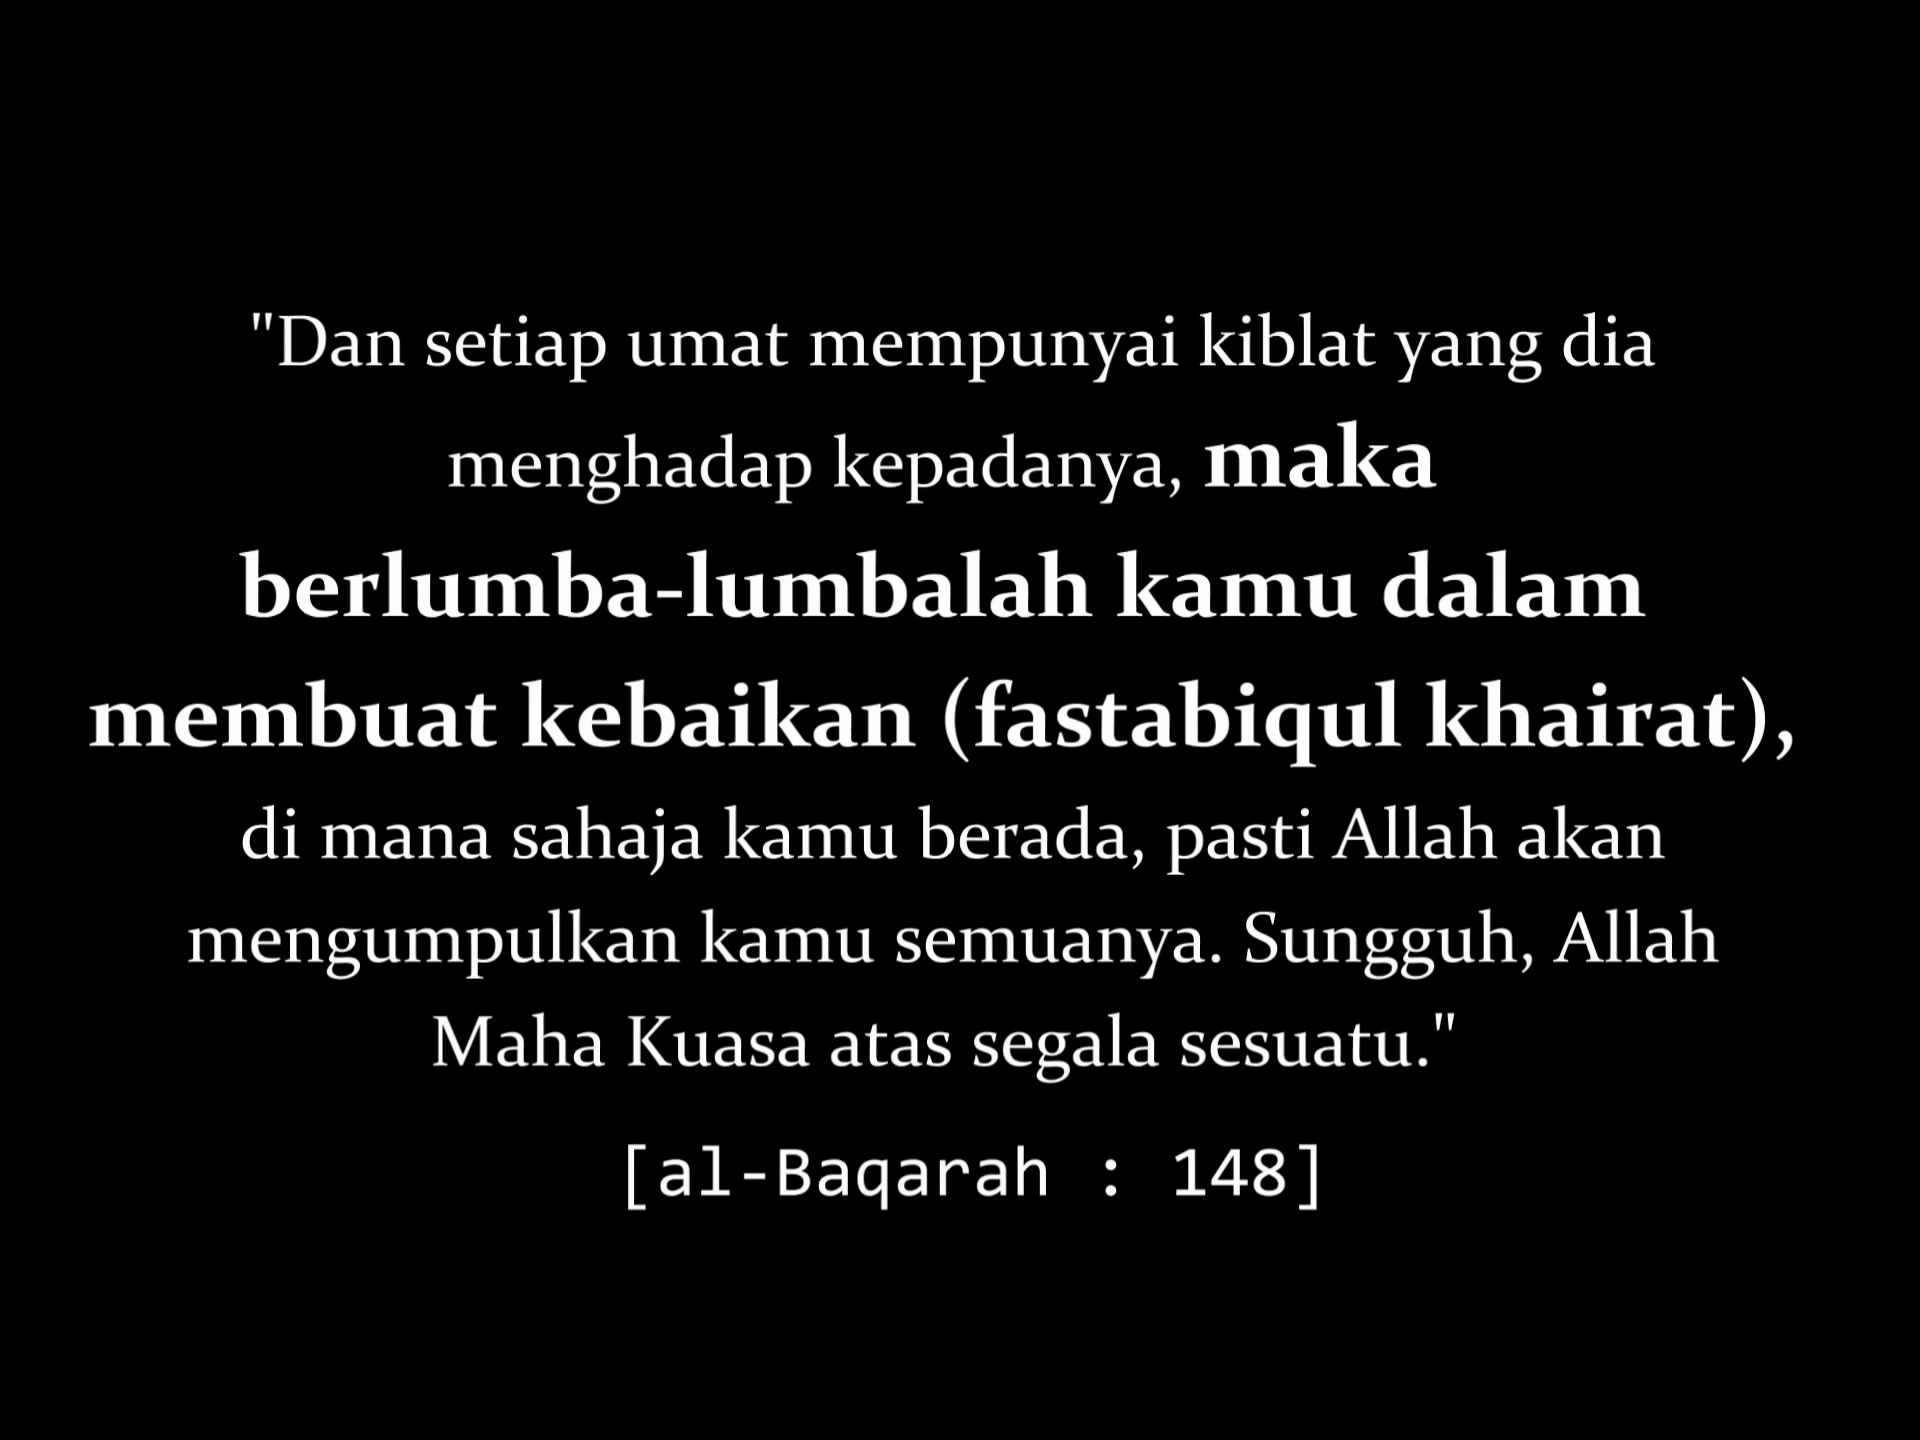 "Dan setiap umat mempunyai kiblat yang dia
menghadap kepadanya, maka
berlumba-lumbalah kamu dalam
membuat kebaikan (fastabiqul khairat),
di mana sahaja kamu berada, pasti Allah akan
mengumpulkan kamu semuanya. Sungguh, Allah
Maha Kuasa atas segala sesuatu."
[al-Baqarah : 148]